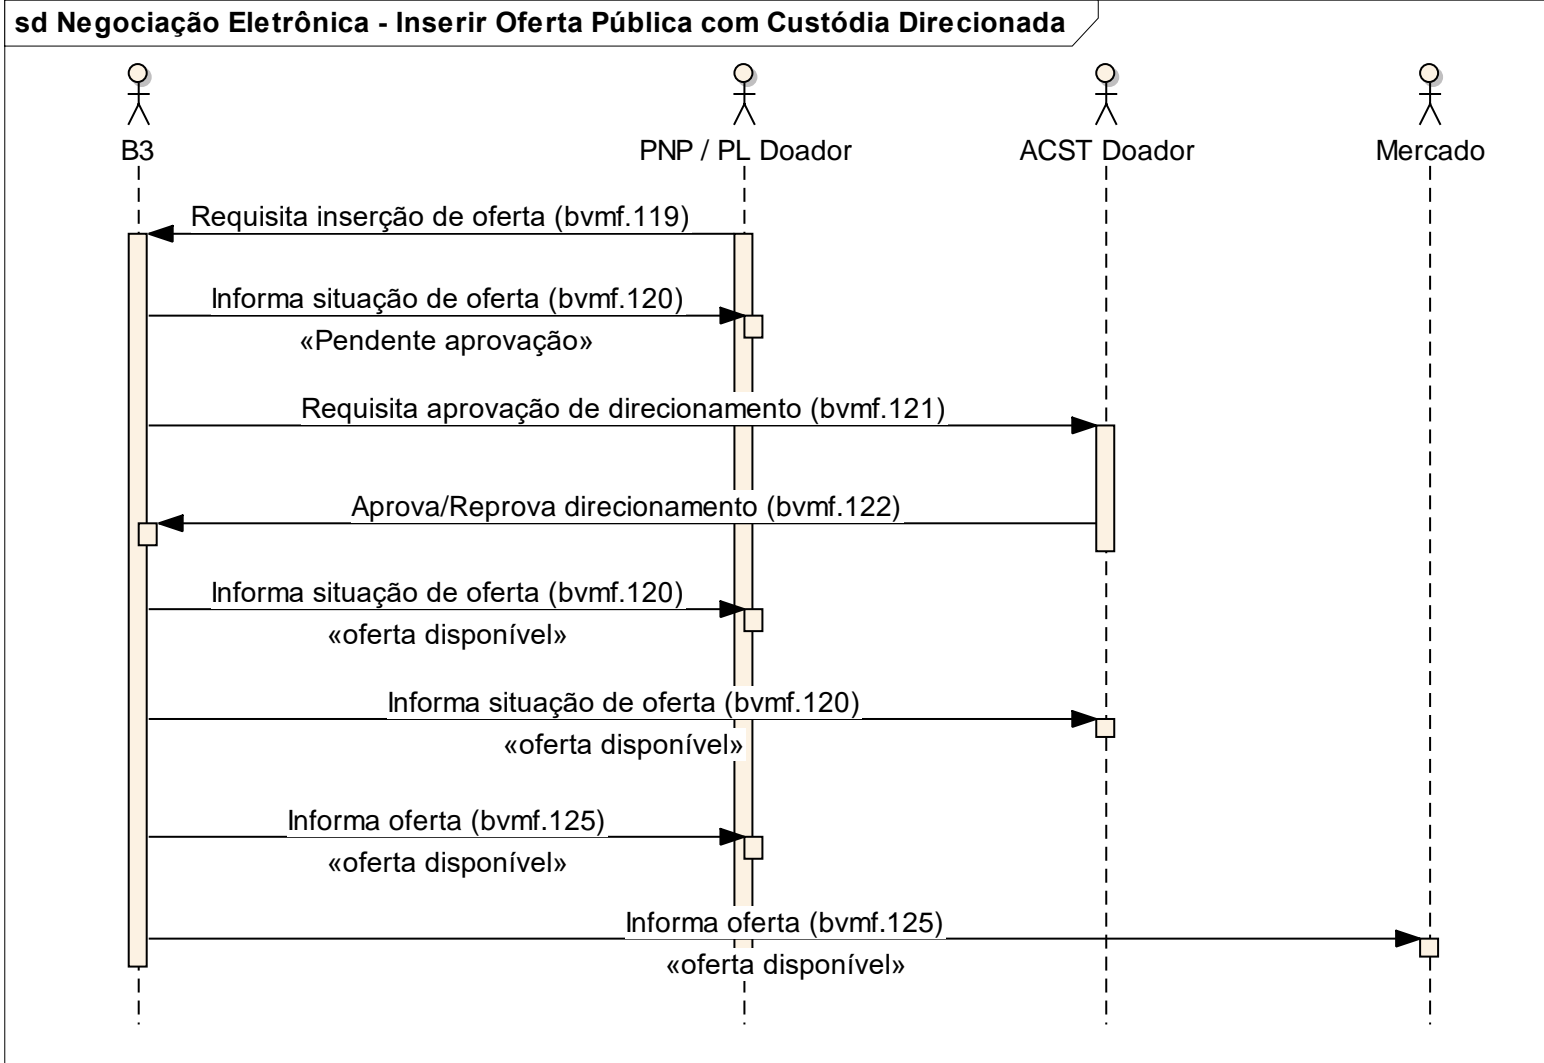 sd Negociação Eletrônica - Inserir Oferta Pública com Custódia Direcionada
B3
PNP / PL Doador
ACST Doador
Mercado
Requisita inserção de oferta (bvmf.119)
Informa situação de oferta (bvmf.120)
«Pendente aprovação»
Requisita aprovação de direcionamento (bvmf.121)
Aprova/Reprova direcionamento (bvmf.122)
Informa situação de oferta (bvmf.120)
«oferta disponível»
Informa situação de oferta (bvmf.120)
«oferta disponível»
Informa oferta (bvmf.125)
«oferta disponível»
Informa oferta (bvmf.125)
«oferta disponível»